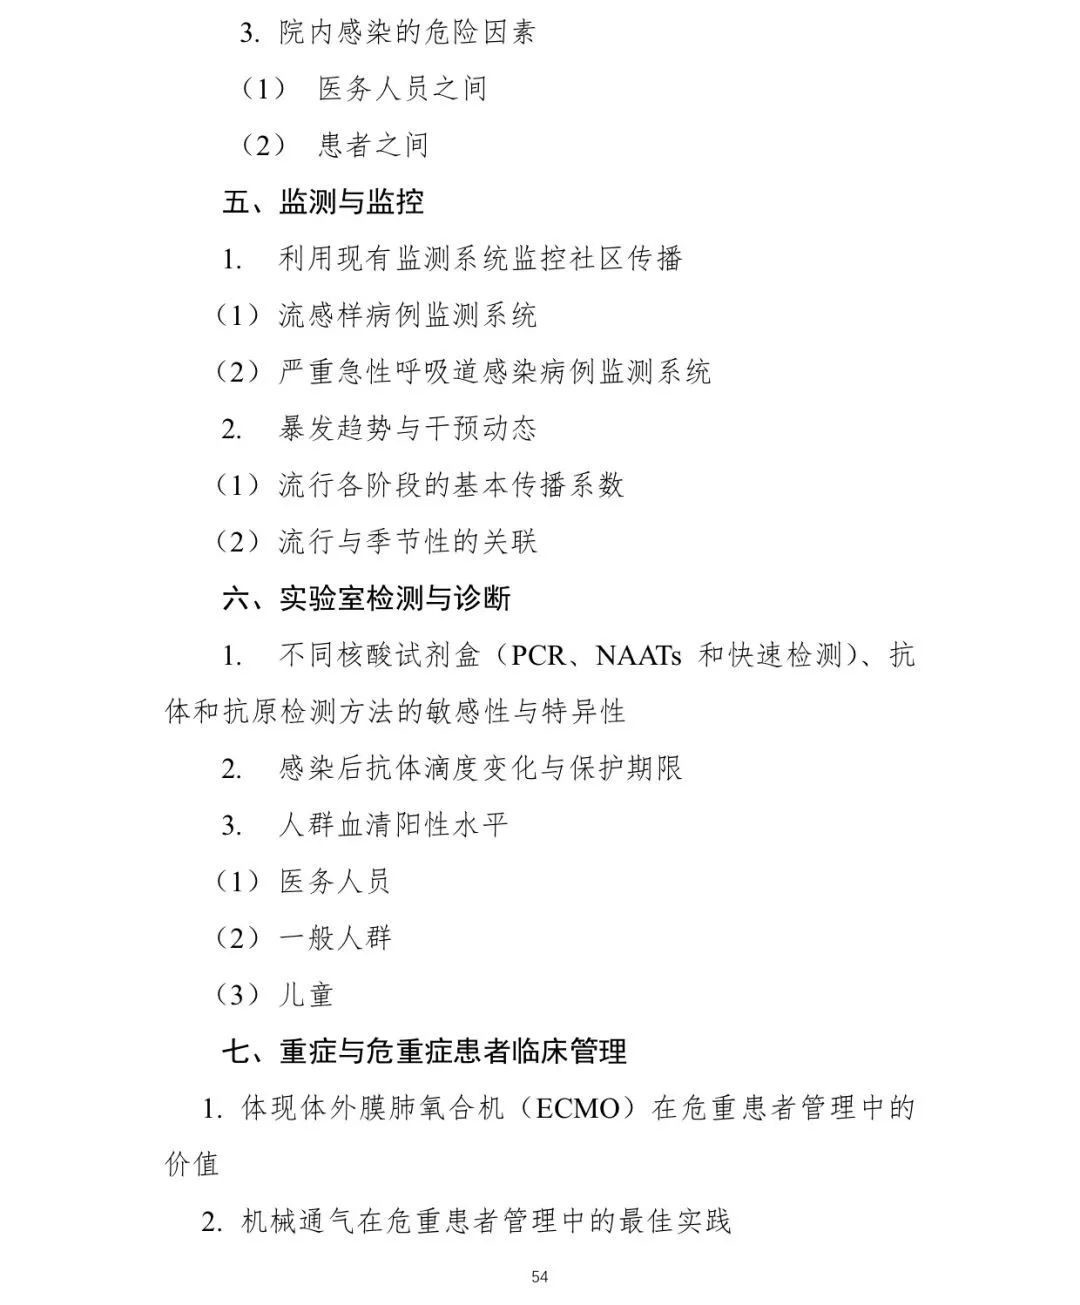 3. 院内感染的危险因素
（1） 医务人员之间
（2） 患者之间
五、监测与监控
1. 利用现有监测系统监控社区传播
（1）流感样病例监测系统
（2）严重急性呼吸道感染病例监测系统
2. 暴发趋势与干预动态
（1）流行各阶段的基本传播系数
（2）流行与季节性的关联
六、实验室检测与诊断
1. 不同核酸试剂盒（PCR、NAATs 和快速检测）、抗
体和抗原检测方法的敏感性与特异性
2. 感染后抗体滴度变化与保护期限
3. 人群血清阳性水平
（1）医务人员
（2）一般人群
（3）儿童
七、重症与危重症患者临床管理
1. 体现体外膜肺氧合机（ECMO）在危重患者管理中的
价值
2. 机械通气在危重患者管理中的最佳实践
54